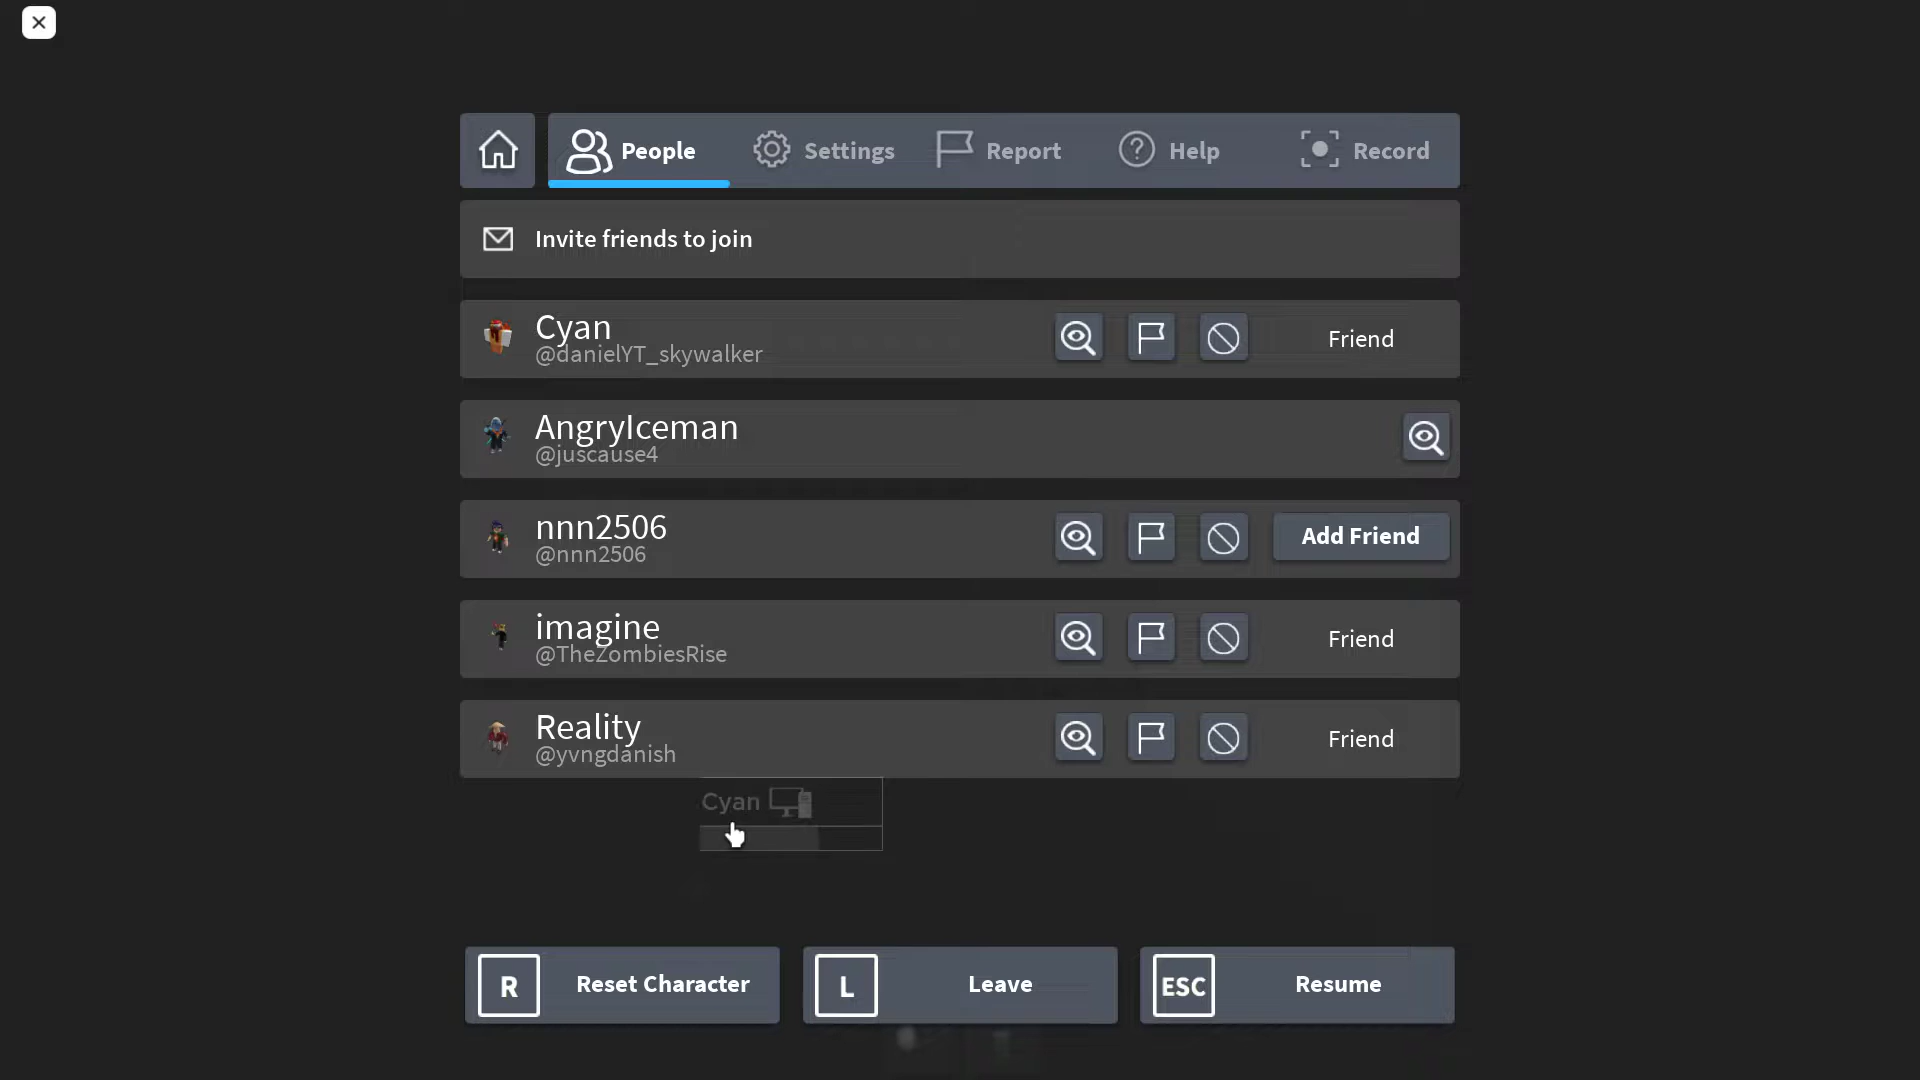 People
Settings
Report
Help
Record
Invite friends to join
Cyan
@danielYT_skywalker
Friend
AngryIceman
@juscause4
nnn2506
@nnn2506
Add Friend
imagine
@TheZombiesRise
Friend
Reality
@yvngdanish
Friend
Cyan
R Reset Character
L Leave
ESC Resume